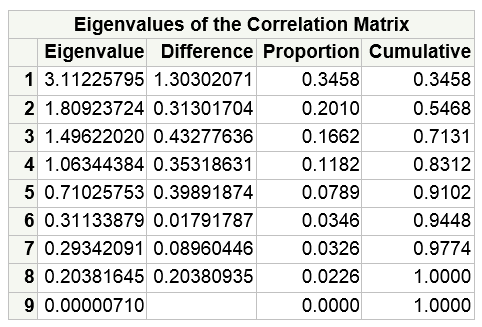 Eigenvalues of the Correlation Matrix
Eigenvalue Difference Proportion Cumulative
1 3.11225795 1.30302071 0.3458 0.3458
2 1.80923724 0.31301704 0.2010 0.5468
3 1.49622020 0.43277636 0.1662 0.7131
4 1.06344384 0.35318631 0.1182 0.8312
5 0.71025753 0.39891874 0.0789 0.9102
6 0.31133879 0.01791787 0.0346 0.9448
7 0.29342091 0.08960446 0.0326 0.9774
8 0.20381645 0.20380935 0.0226 1.0000
9 0.00000710 0.0000 1.0000